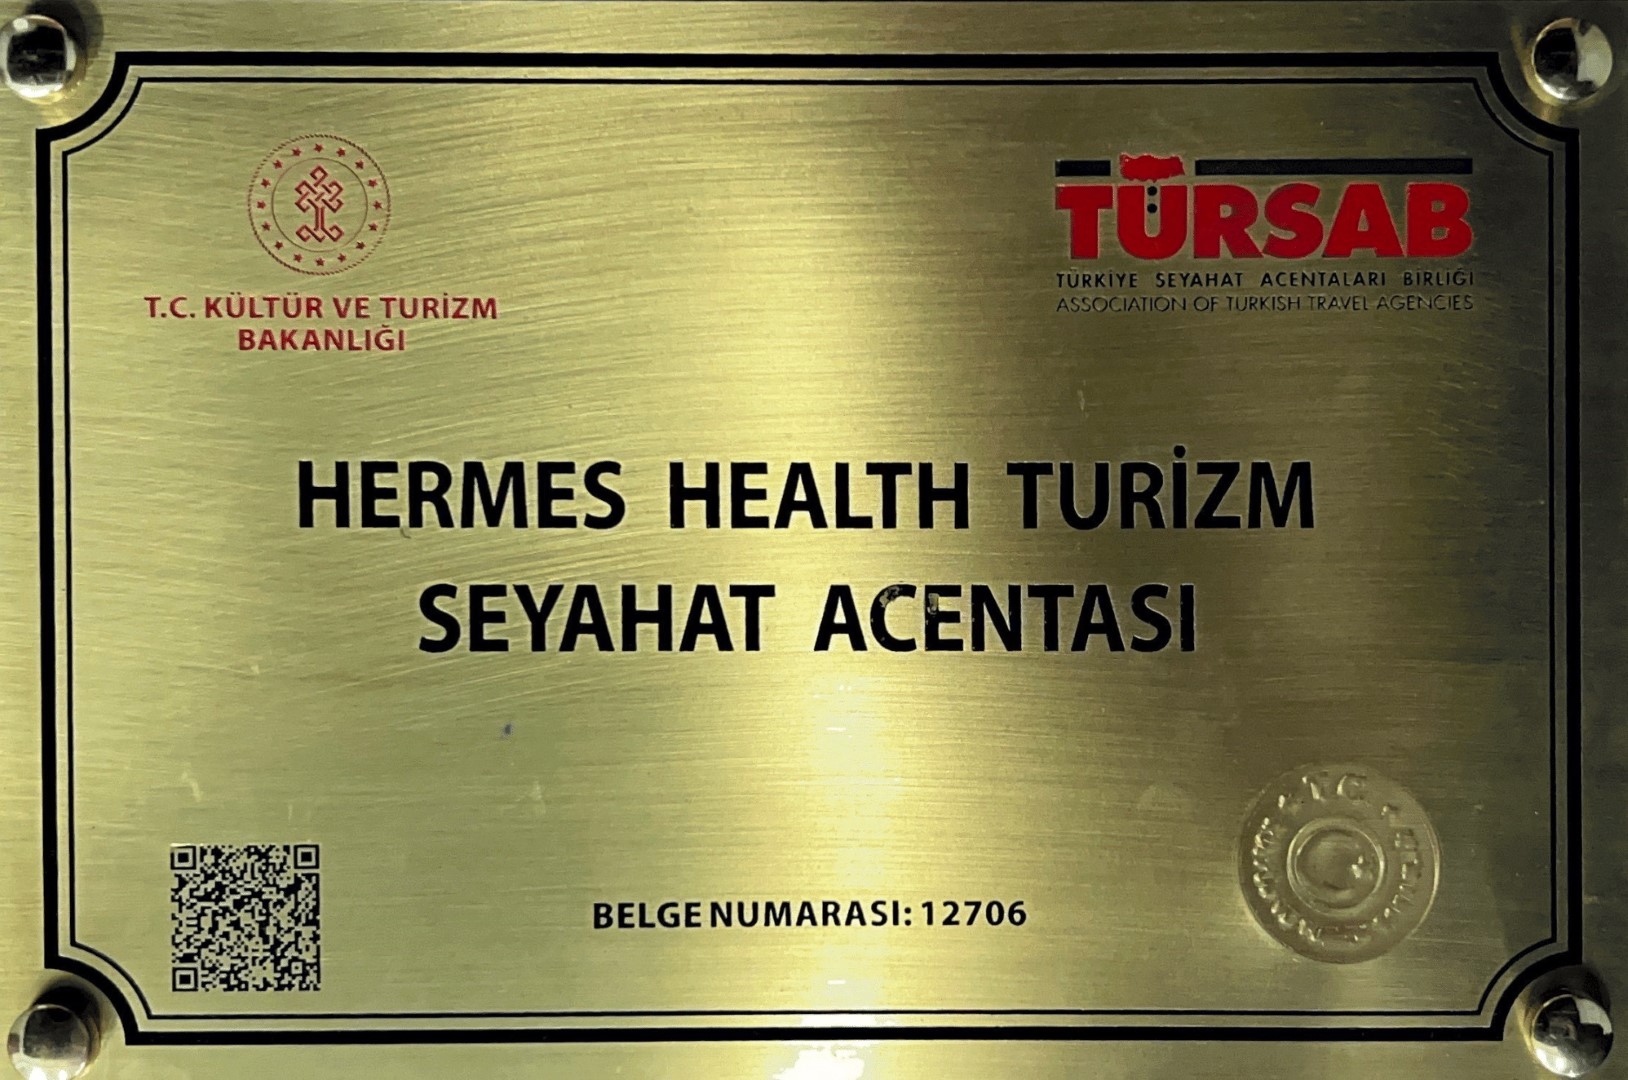 T.C. KÜLTÜR VE TURİZM
BAKANLIĞI
TÜRSAB
TÜRKİYE SEYAHAT ACENTALARI BİRLİĞİ
ASSOCIATION OF TURKISH TRAVEL AGENCIES
HERMES HEALTH TURİZM
SEYAHAT ACENTASI
BELGE NUMARASI: 12706
T.C.